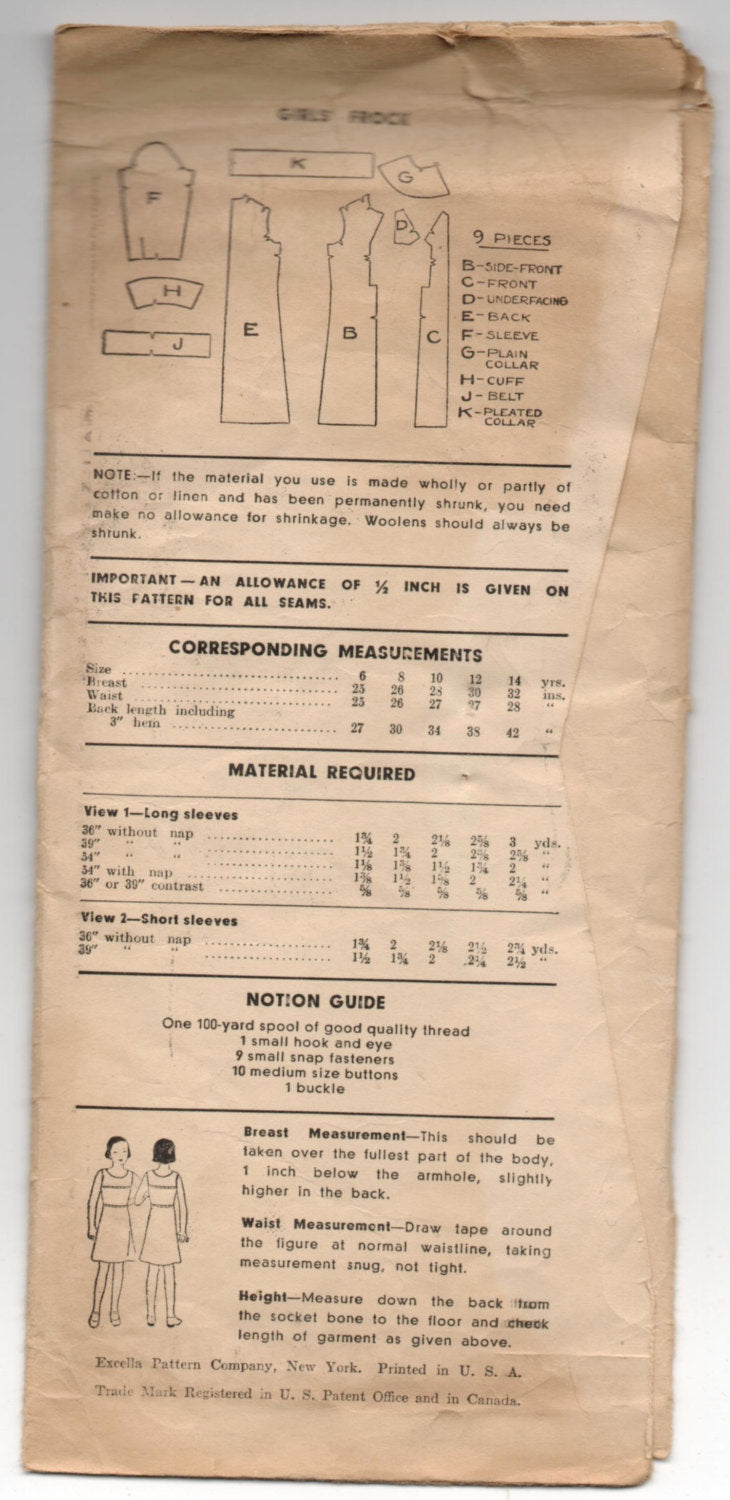 GIRLS' FROCK
K
G
F
D
H
J
E
B
C
9 PIECES
B-SIDE-FRONT
C-FRONT
D-UNDERFACING
E-BACK
F-SLEEVE
G-PLAIN
COLLAR
H-CUFF
J-BELT
K-PLEATED
COLLAR
NOTE:—If the material you use is made wholly or partly of
cotton or linen and has been permanently shrunk, you need
make no allowance for shrinkage. Woolens should always be
shrunk.
IMPORTANT—AN ALLOWANCE OF ½ INCH IS GIVEN ON
THIS PATTERN FOR ALL SEAMS.
CORRESPONDING MEASUREMENTS
Size 6 8 10 12 14 yrs.
Breast 25 26 28 30 32 ins.
Waist 25 26 27 27 28 "
Back length including
3" hem 27 30 34 38 42 "
MATERIAL REQUIRED
View 1—Long sleeves
36" without nap 1¾ 2 2⅛ 2⅝ 3 yds.
39" " " 1½ 1¾ 2 2⅜ 2⅜ "
54" " " 1⅛ 1⅜ 1½ 1¾ 2 "
54" with nap 1⅜ 1½ 1⅝ 2 2¼ "
36" or 39" contrast ⅝ ⅝ ⅝ ⅝ ⅝ "
View 2—Short sleeves
36" without nap 1¾ 2 2⅛ 2½ 2¾ yds.
39" " " 1½ 1¾ 2 2¼ 2½ "
NOTION GUIDE
One 100-yard spool of good quality thread
1 small hook and eye
9 small snap fasteners
10 medium size buttons
1 buckle
Breast Measurement—This should be
taken over the fullest part of the body,
1 inch below the armhole, slightly
higher in the back.
Waist Measurement—Draw tape around
the figure at normal waistline, taking
measurement snug, not tight.
Height—Measure down the back from
the socket bone to the floor and check
length of garment as given above.
Excella Pattern Company, New York. Printed in U. S. A.
Trade Mark Registered in U. S. Patent Office and in Canada.